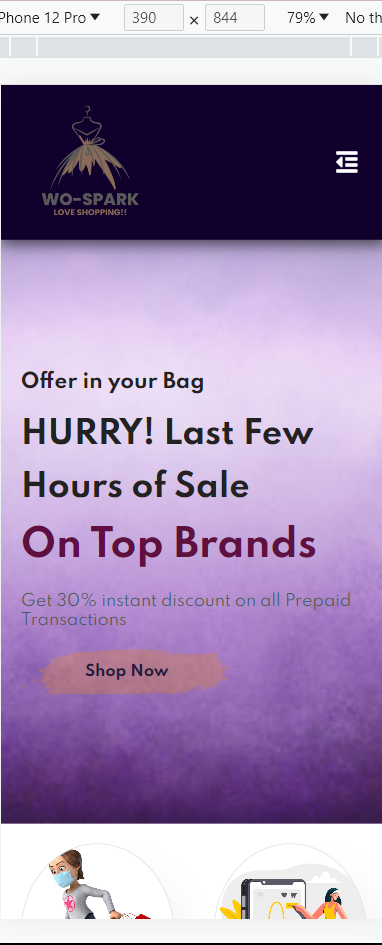 Phone 12 Pro 390 × 844 79% No th
WO-SPARK
LOVE SHOPPING!!
Offer in your Bag
HURRY! Last Few
Hours of Sale
On Top Brands
Get 30% instant discount on all Prepaid
Transactions
Shop Now